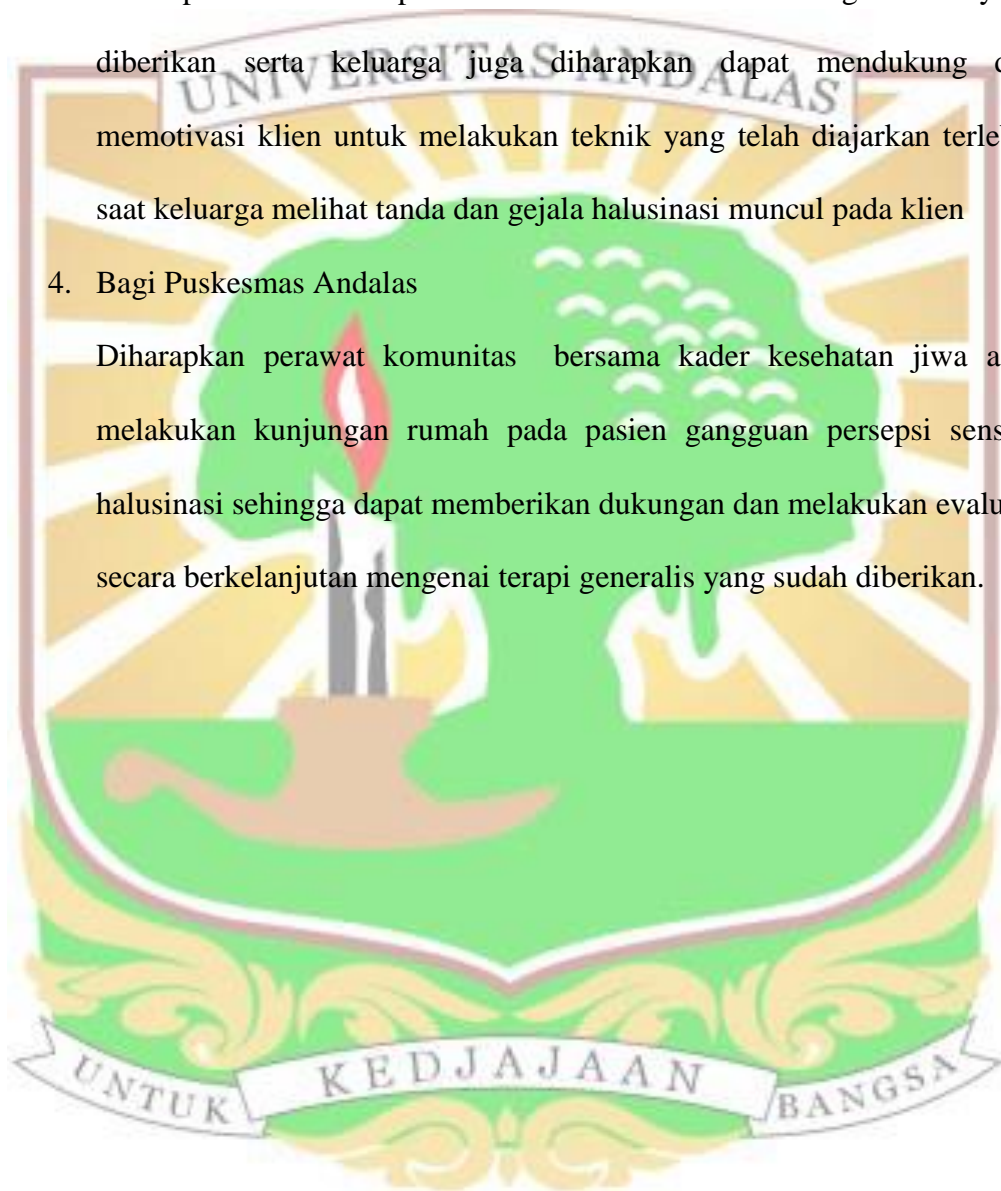 UNIVERSITAS ANDALAS
diberikan serta keluarga juga diharapkan dapat mendukung
memotivasi klien untuk melakukan teknik yang telah diajarkan
saat keluarga melihat tanda dan gejala halusinasi muncul pada klien
4. Bagi Puskesmas Andalas
Diharapkan perawat komunitas bersama kader kesehatan jiwa
melakukan kunjungan rumah pada pasien gangguan persepsi
halusinasi sehingga dapat memberikan dukungan dan melakukan
secara berkelanjutan mengenai terapi generalis yang sudah diberikan.
UNTUK KEDJAJAAN BANGSA